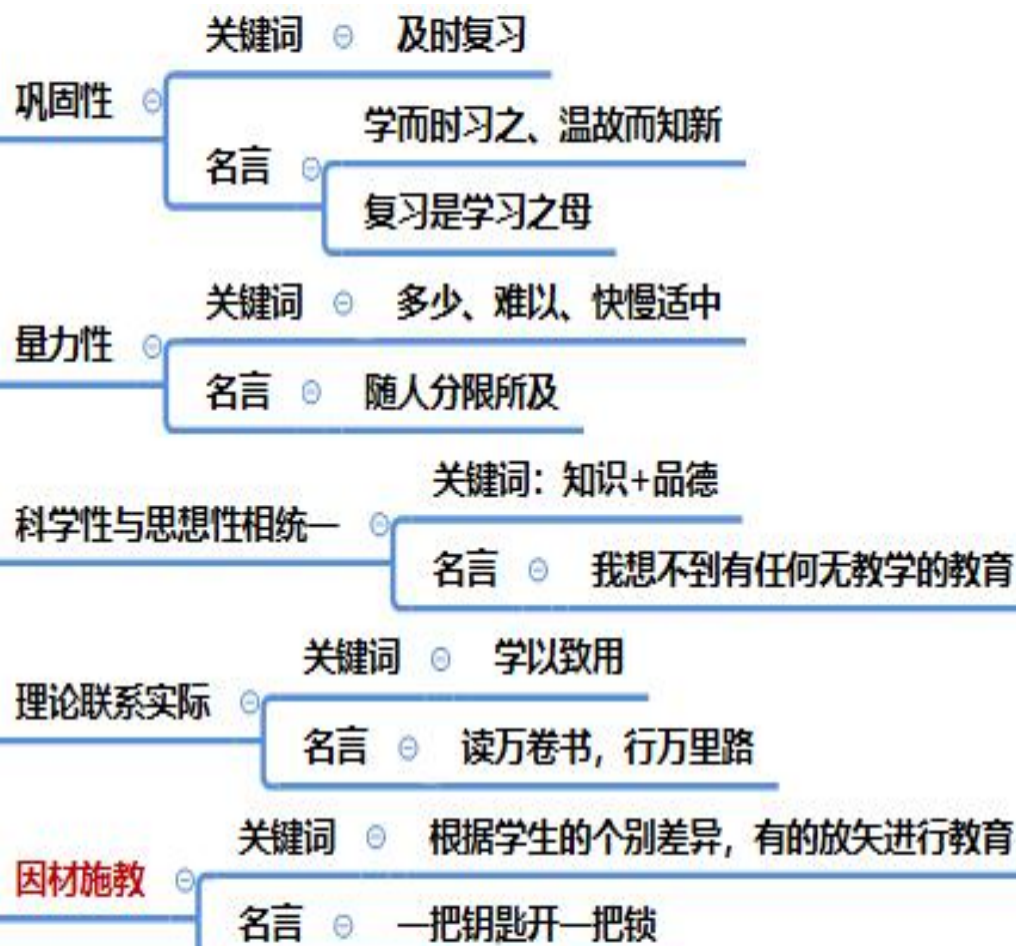 关键词 及时复习
巩固性
学而时习之、温故而知新
名言
复习是学习之母
关键词 多少、难以、快慢适中
量力性
名言 随人分限所及
关键词：知识+品德
科学性与思想性相统一
名言 我想不到有任何无教学的教育
关键词 学以致用
理论联系实际
名言 读万卷书，行万里路
关键词 根据学生的个别差异，有的放矢进行教育
因材施教
名言 一把钥匙开一把锁